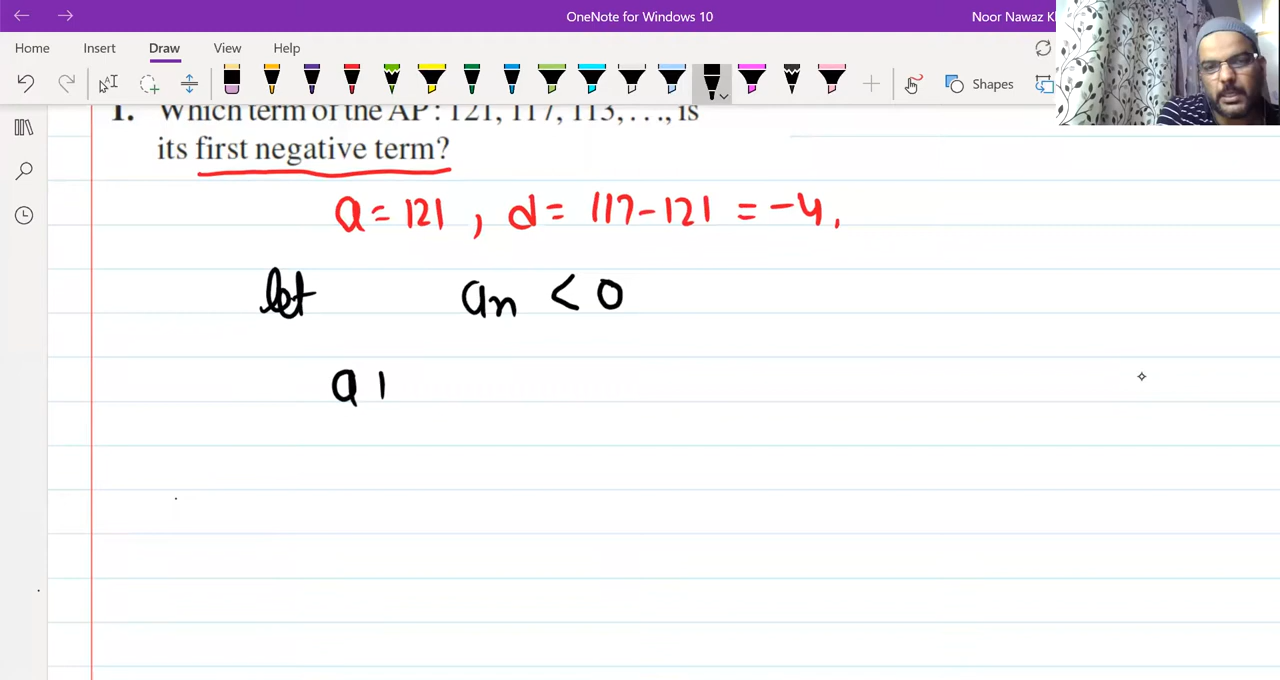 OneNote for Windows 10
Noor Nawaz
Home Insert Draw View Help
Shapes
1. Which term of the AP : 121, 117, 113, . . ., is
its first negative term?
a = 121 , d = 117 - 121 = -4 .
let an < 0
a